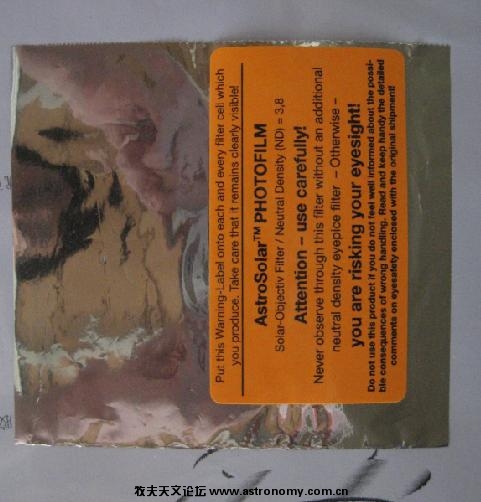 Put this Warning-Label onto each and every filter cell which
you produce. Take care that it remains clearly visible!
AstroSolar™ PHOTOFILM
Solar-Objectiv Filter / Neutral Density (ND) = 3,8
Attention – use carefully!
Never observe through this filter without an additional
neutral density eyepice filter – Otherwise –
you are risking your eyesight!
Do not use this product if you do not feel well informed about the possi-
ble consequences of wrong handling. Read and keep handy the detailed
comments on eyesafety enclosed with the original shipment!
牧夫天文论坛 www.astronomy.com.cn